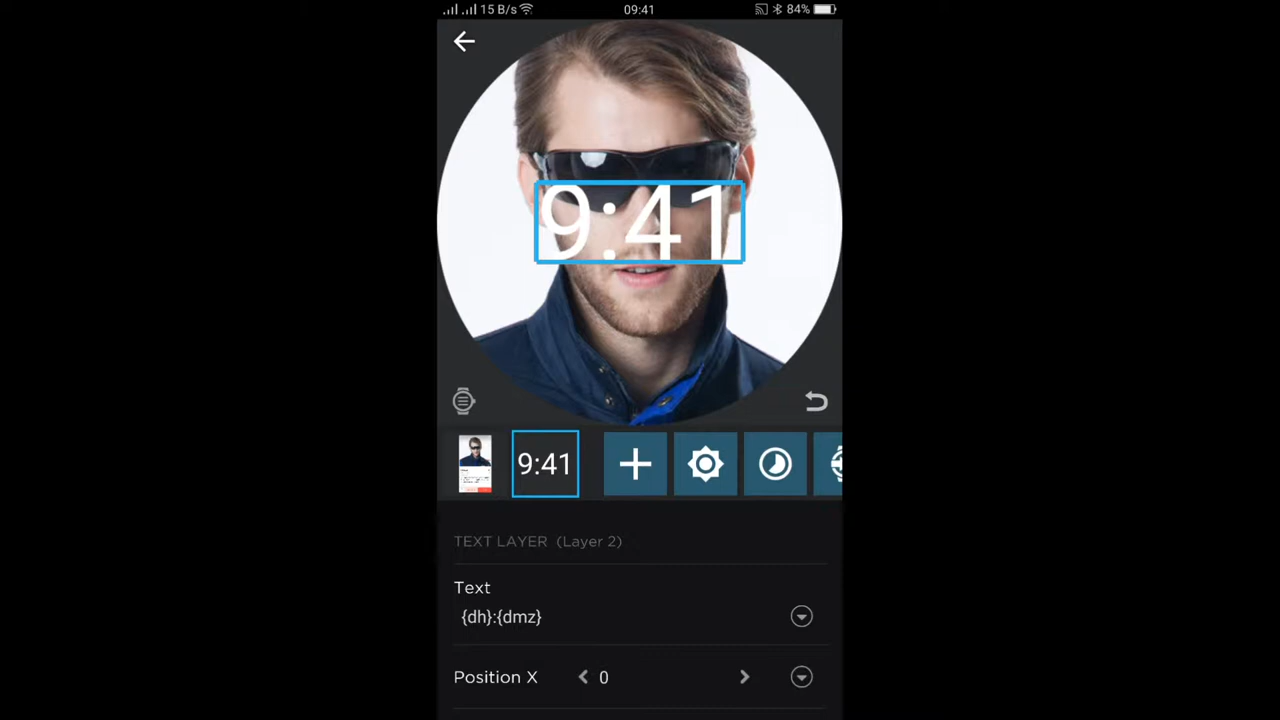 15 B/s
09:41
84%
9:41
9:41
TEXT LAYER (Layer 2)
Text
{dh}:{dmz}
Position X
0